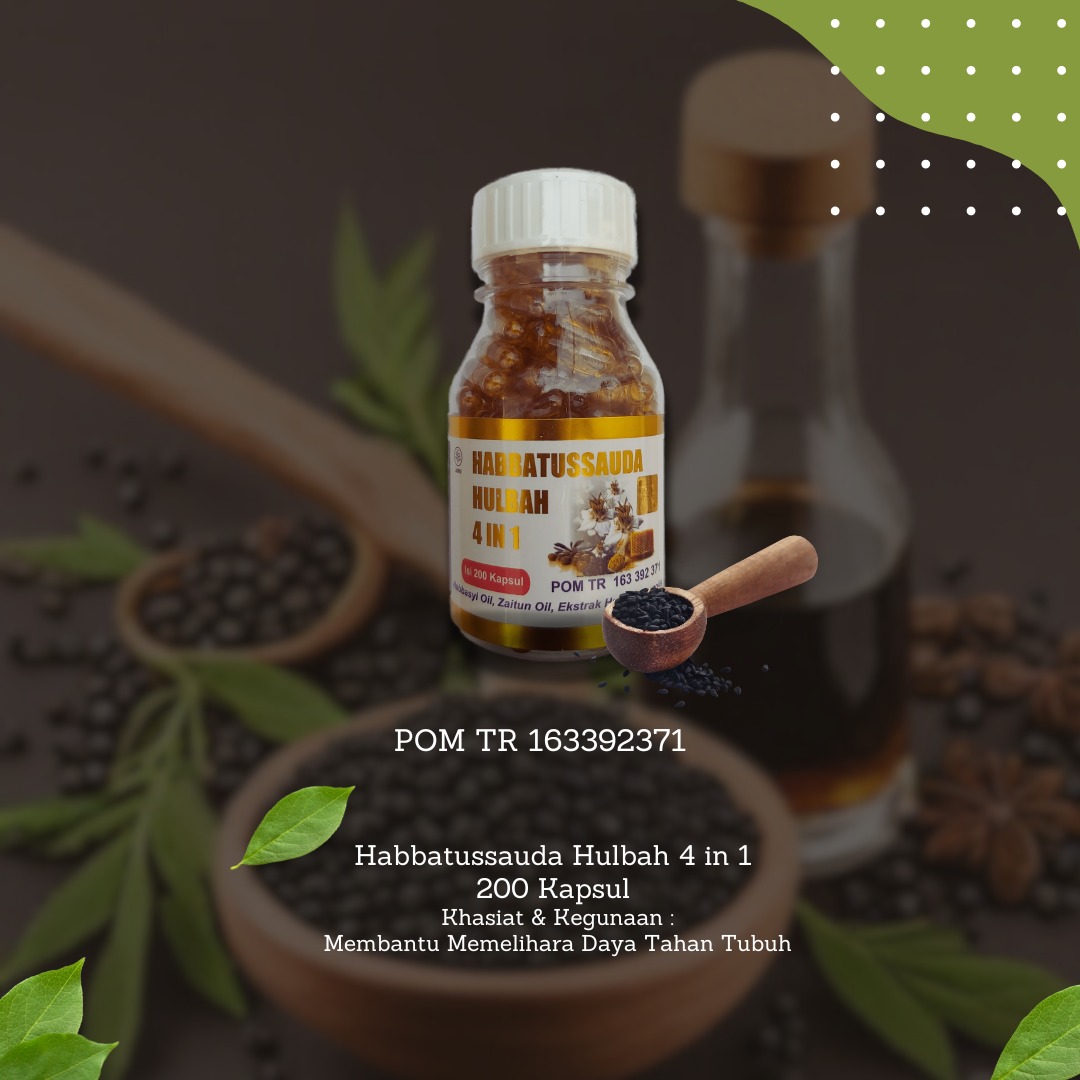 HABBATUSSAUDA
HULBAH
4 IN 1
Isi 200 Kapsul
POM TR 163 392 371
Oil, Zaitun Oil, Ekstrak
POM TR 163392371
Habbatussauda Hulbah 4 in 1
200 Kapsul
Khasiat & Kegunaan :
Membantu Memelihara Daya Tahan Tubuh